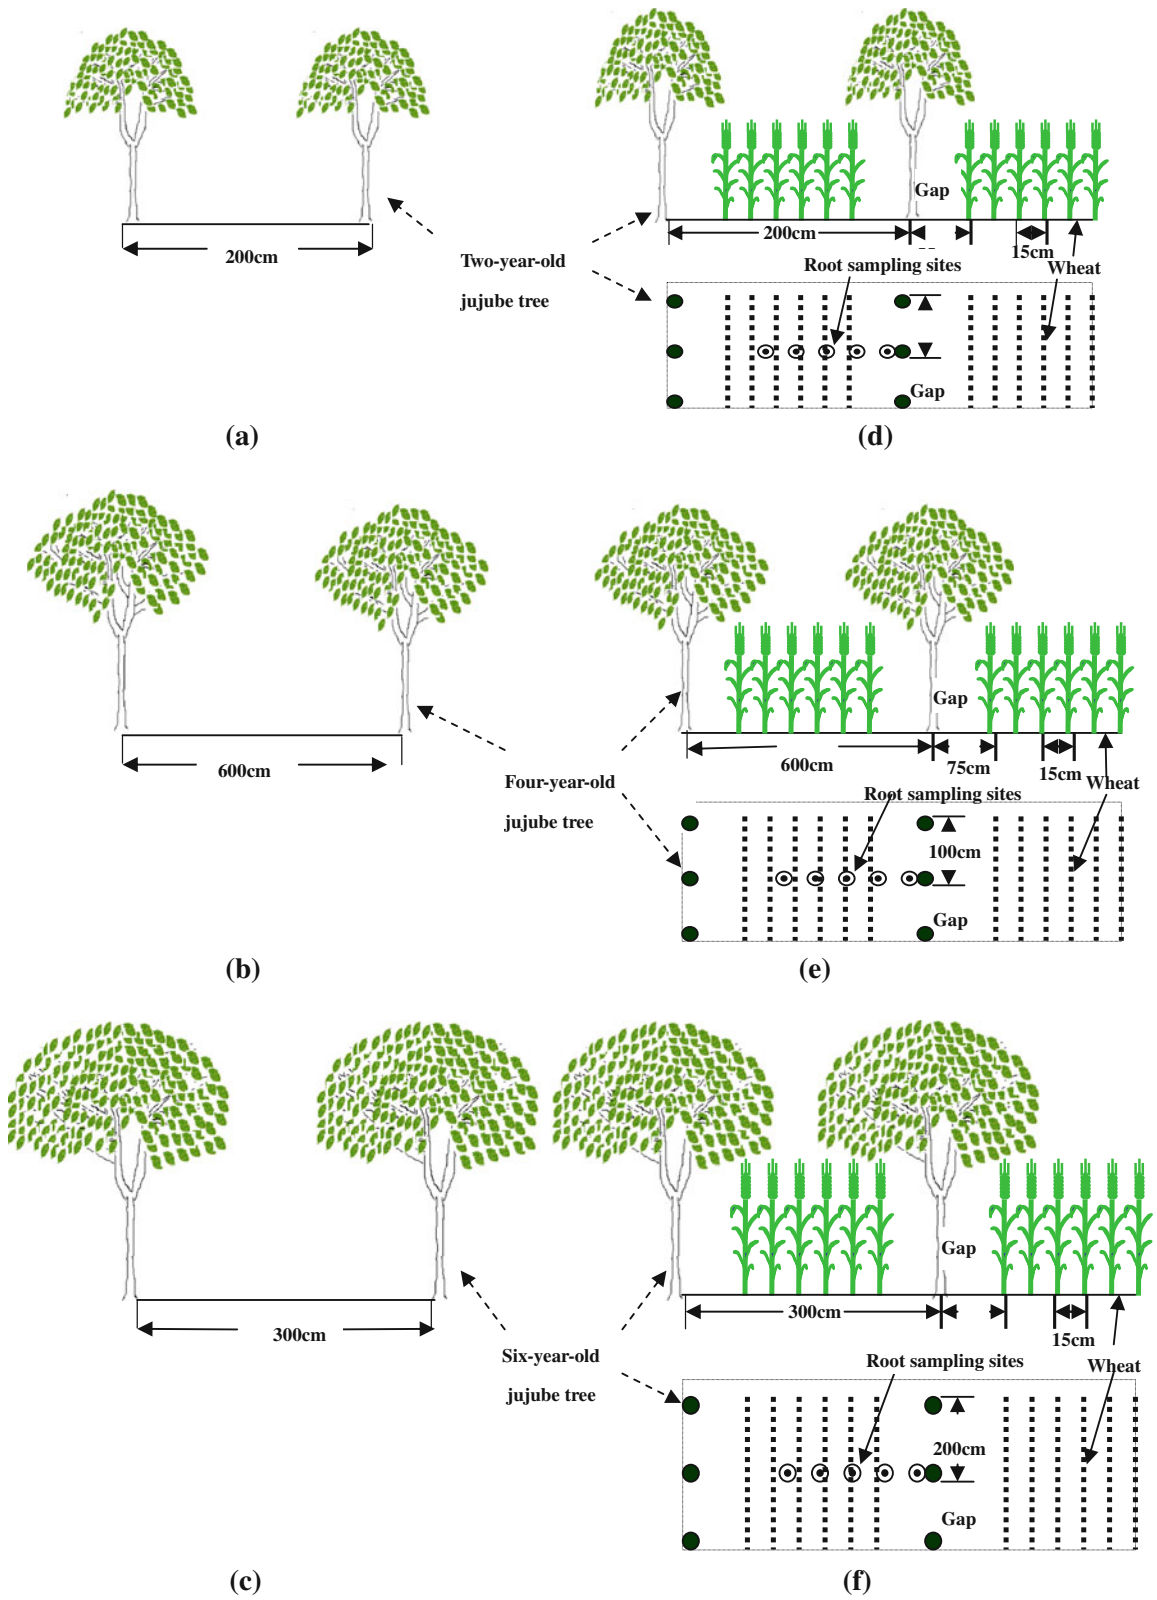 Gap
200cm
200cm
15cm
Two-year-old
jujube tree
Root sampling sites
Wheat
Gap
(a)
(d)
Gap
600cm
600cm
75cm
15cm
Four-year-old
jujube tree
Root sampling sites
Wheat
100cm
Gap
(b)
(e)
Gap
300cm
300cm
15cm
Six-year-old
jujube tree
Root sampling sites
Wheat
200cm
Gap
(c)
(f)